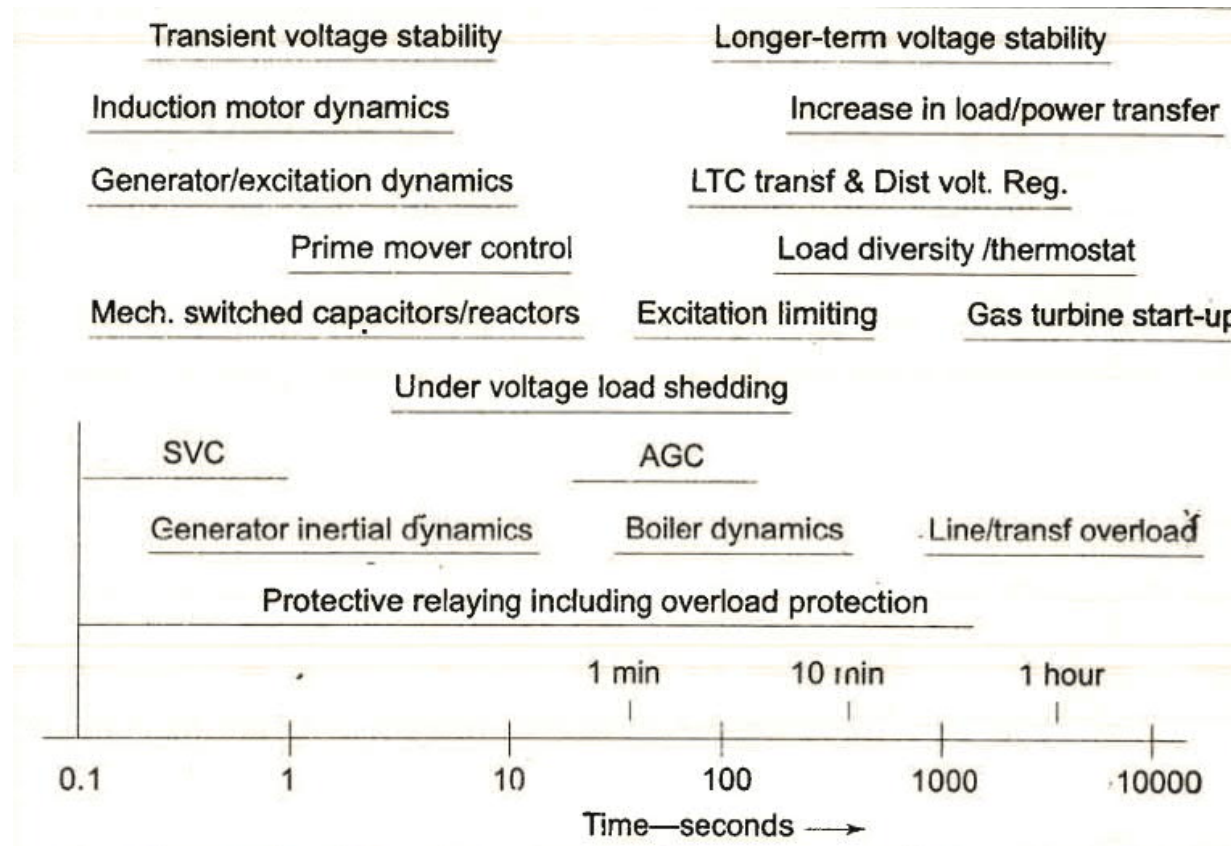 Transient voltage stability Longer-term voltage stability
Induction motor dynamics Increase in load/power transfer
Generator/excitation dynamics LTC transf & Dist volt. Reg.
Prime mover control Load diversity /thermostat
Mech. switched capacitors/reactors Excitation limiting Gas turbine start-up
Under voltage load shedding
SVC AGC
Generator inertial dynamics Boiler dynamics Line/transf overload
Protective relaying including overload protection
1 min 10 min 1 hour
0.1 1 10 100 1000 10000
Time—seconds →